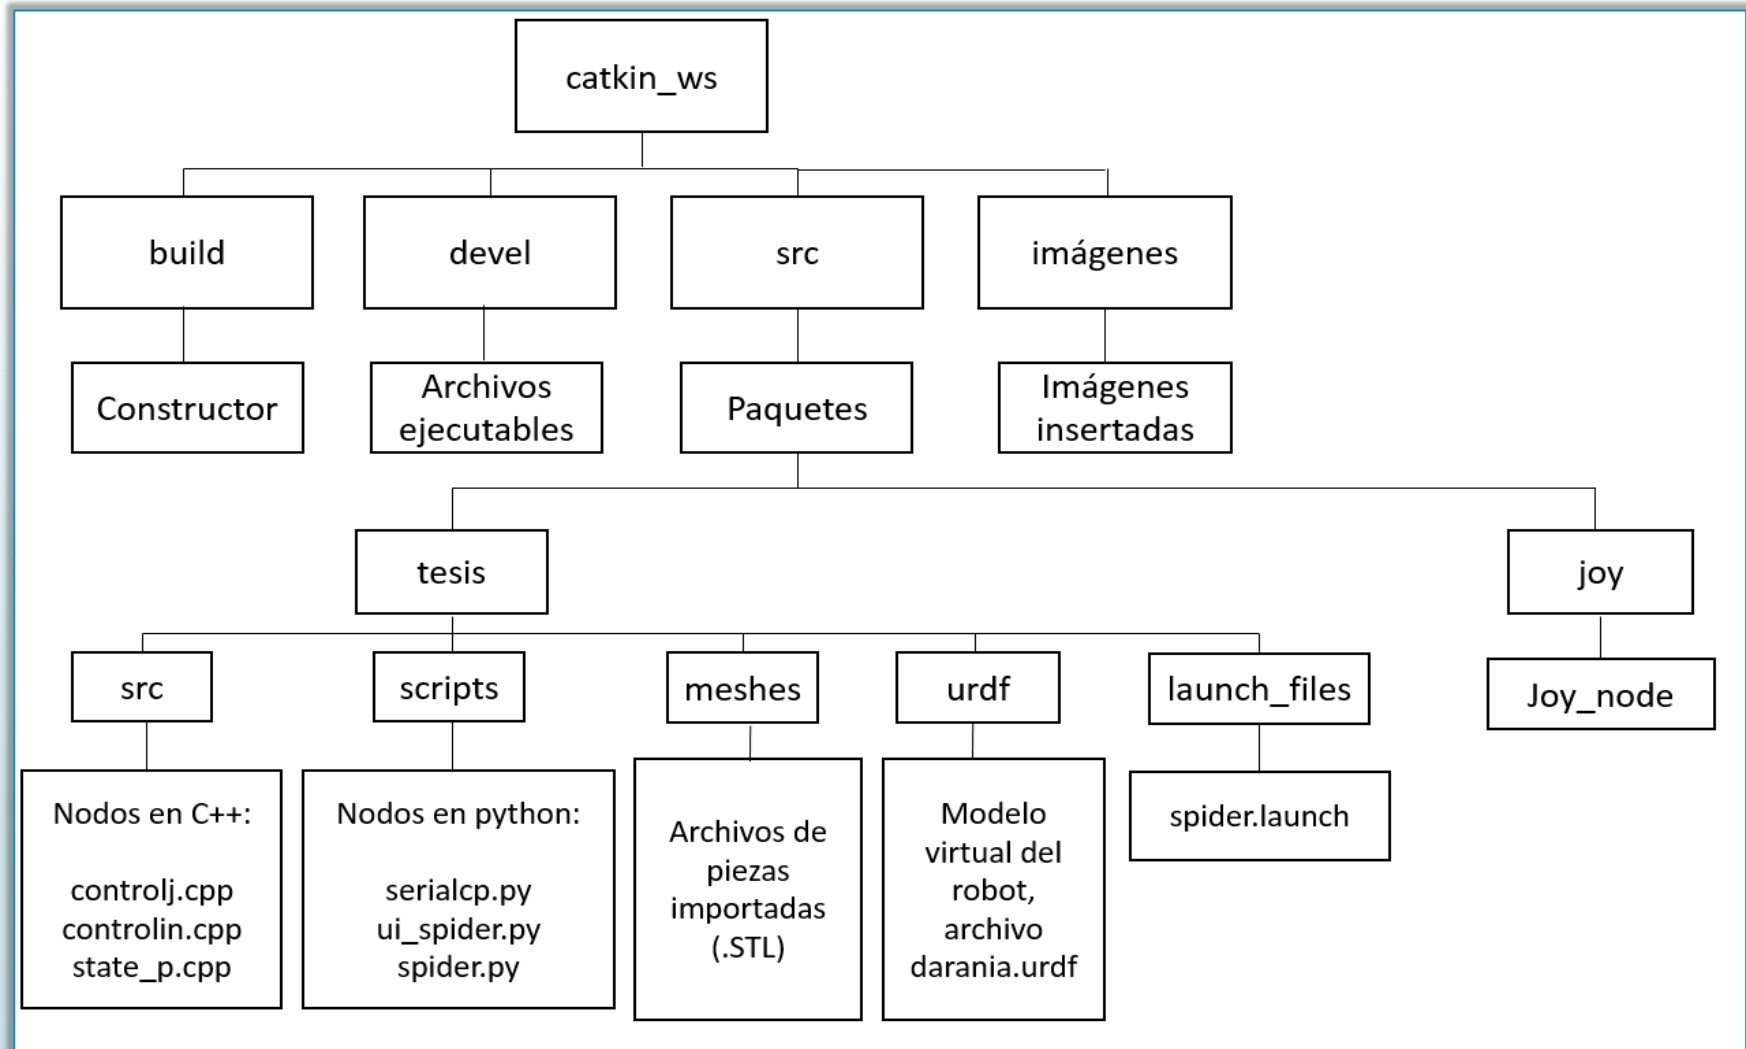 catkin_ws
build
devel
src
imágenes
Constructor
Archivos
ejecutables
Paquetes
Imágenes
insertadas
tesis
joy
src
scripts
meshes
urdf
launch_files
Joy_node
Nodos en C++:
controlj.cpp
controlin.cpp
state_p.cpp
Nodos en python:
serialcp.py
ui_spider.py
spider.py
Archivos de
piezas
importadas
(.STL)
Modelo
virtual del
robot,
archivo
darania.urdf
spider.launch